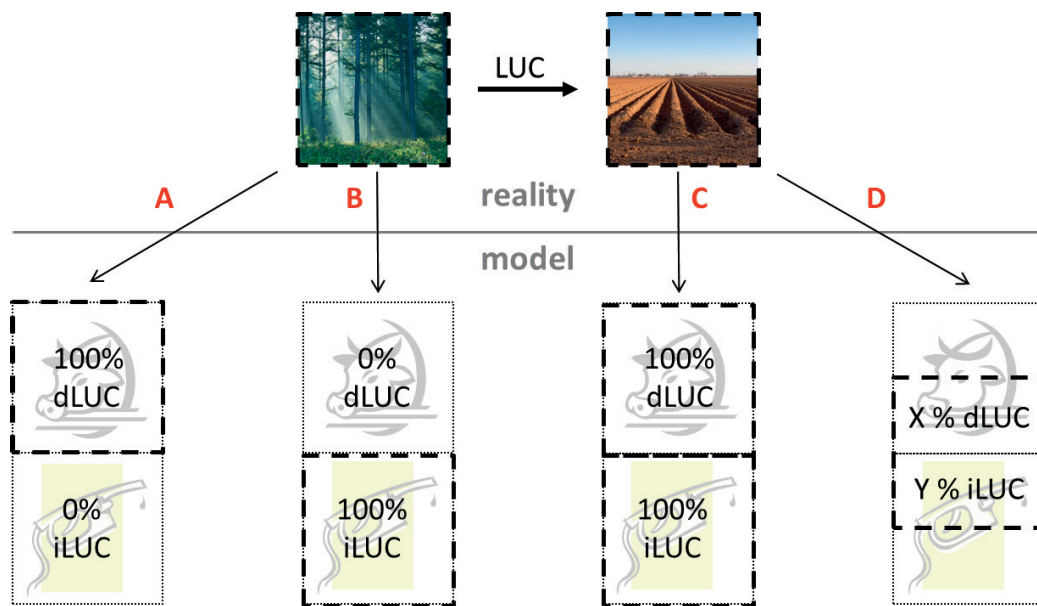 LUC
A
B
reality
C
D
model
100%
dLUC
0%
dLUC
100%
dLUC
X % dLUC
0%
iLUC
100%
iLUC
100%
iLUC
Y % iLUC